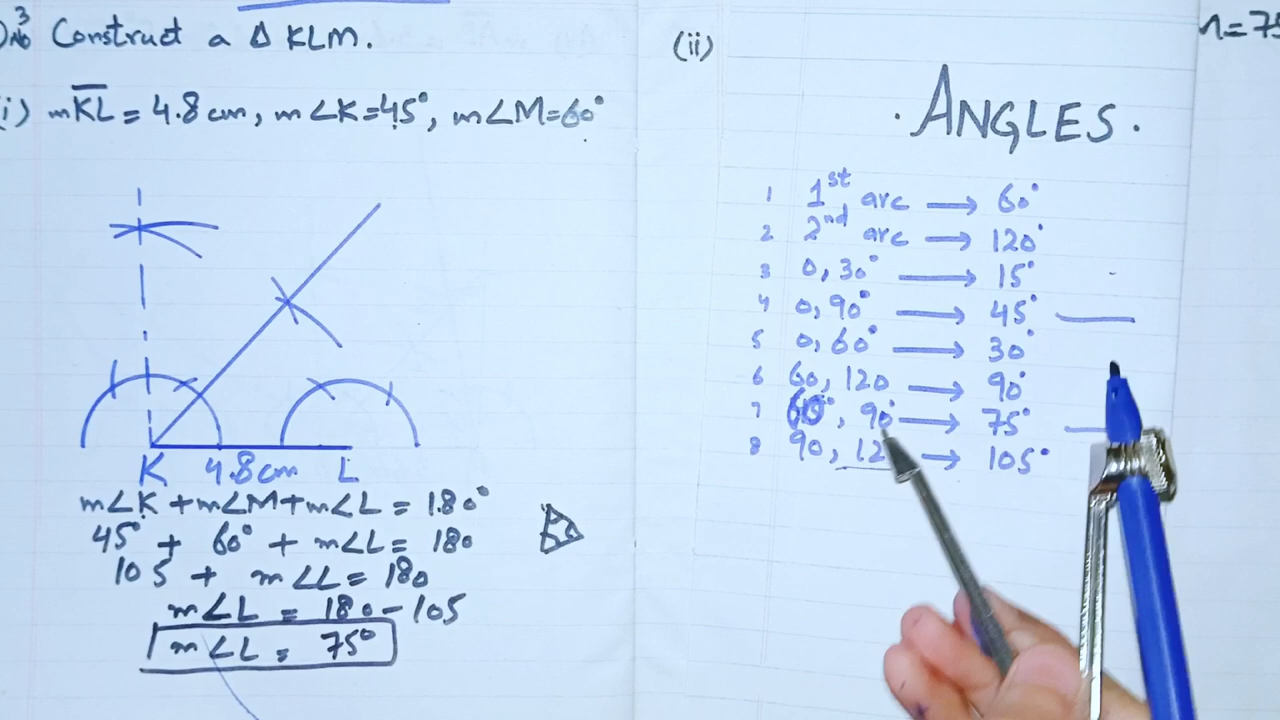 3 Construct a Δ KLM.
(i) mKL = 4.8 cm, m∠K=45°, m∠M=60°
K 4.8cm L
m∠K + m∠M + m∠L = 180°
45° + 60° + m∠L = 180
105 + m∠L = 180
m∠L = 180 - 105
m∠L = 75°
(ii)
. ANGLES .
1 1st arc → 60°
2 2nd arc → 120°
3 0, 30° → 15°
4 0, 90° → 45°
5 0, 60° → 30°
6 60, 120 → 90°
7 60°, 90° → 75°
8 90, 12 → 105°
= 75